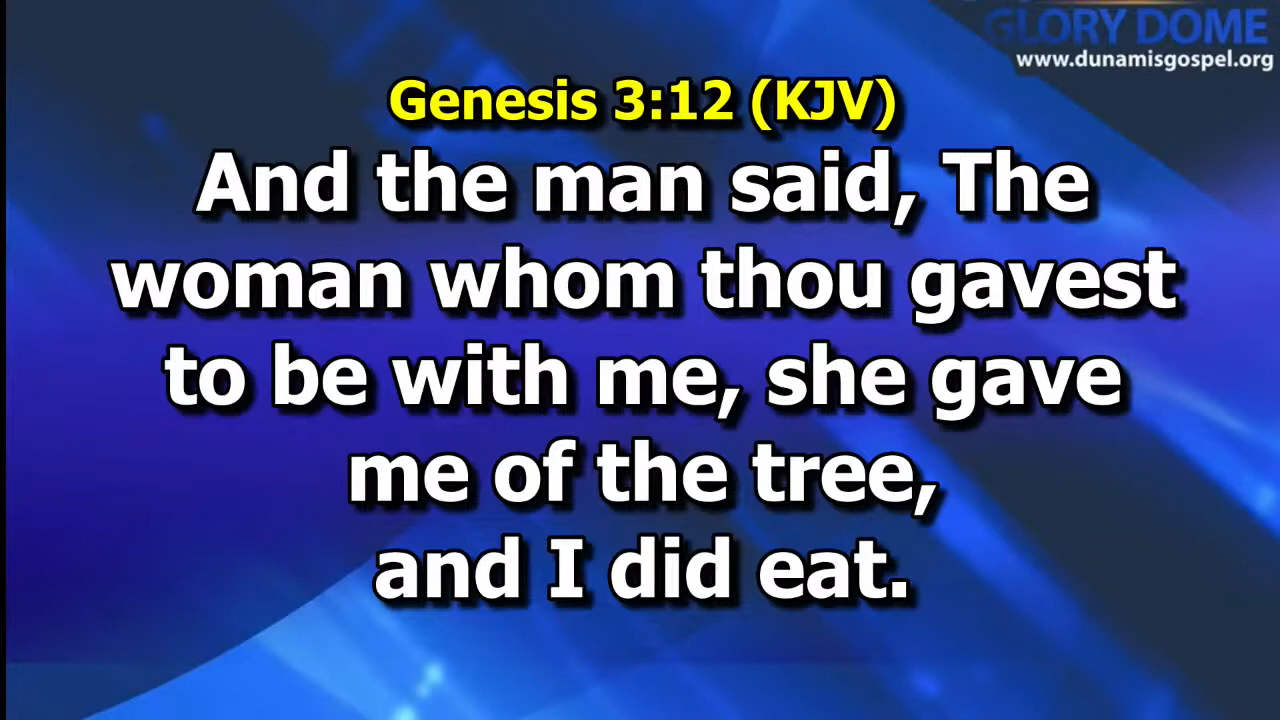 GLORY DOME
www.dunamisgospel.org
Genesis 3:12 (KJV)
And the man said, The
woman whom thou gavest
to be with me, she gave
me of the tree,
and I did eat.